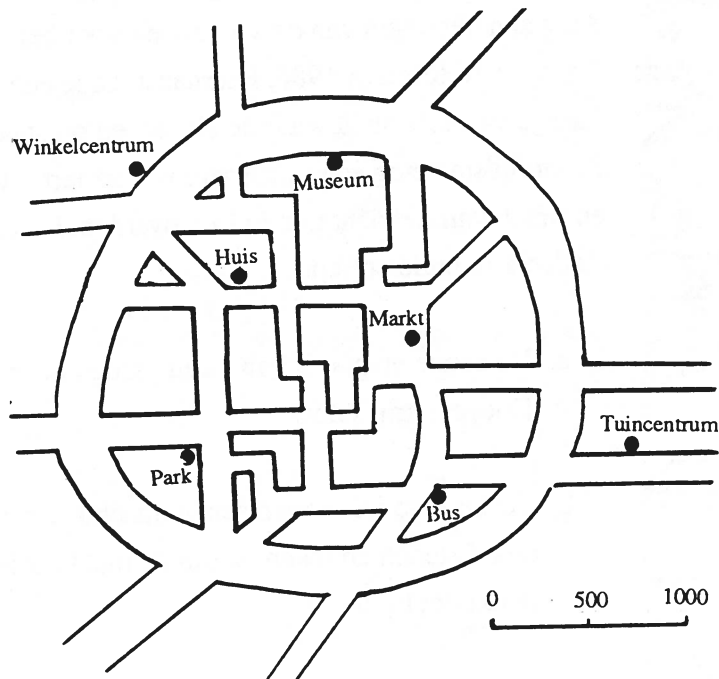 Winkelcentrum
Museum
Huis
Markt
Tuincentrum
Park
Bus
0 500 1000